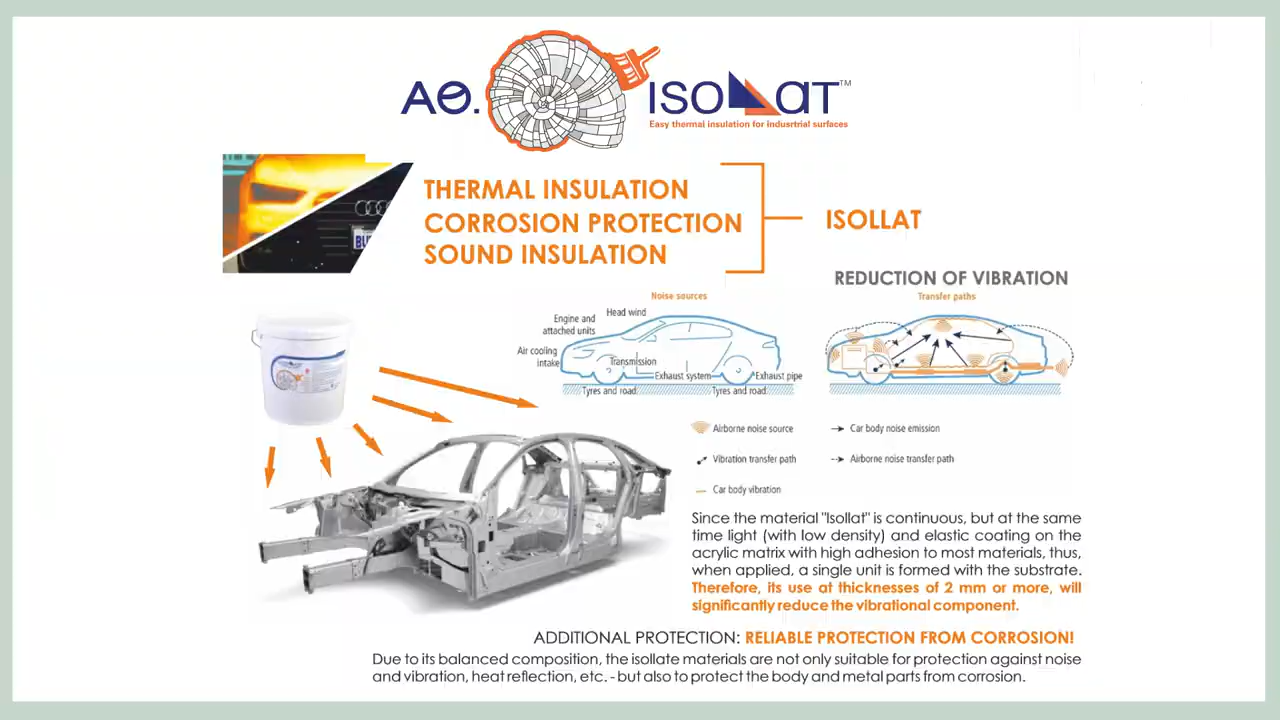 AΘ.
ISOLLAT™
Easy thermal insulation for industrtrial surfaces
THERMAL INSULATION
CORROSION PROTECTION
SOUND INSULATION
ISOLLAT
REDUCTION OF VIBRATION
Noise sources
Transfer paths
Head wind
Engine and
attached units
Air cooling
intake
Transmission
Exhaust system
Exhaust pipe
Tyres and road
Tyres and road
Airborne noise source
Car body noise emission
Vibration transfer path
Airborne noise transfer path
Car body vibration
Since the material "Isollat" is continuous, but at the same
time light (with low density) and elastic coating on the
acrylic matrix with high adhesion to most materials, thus,
when applied, a single unit is formed with the substrate.
Therefore, its use at thicknesses of 2 mm or more, will
significantly reduce the vibrational component.
ADDITIONAL PROTECTION: RELIABLE PROTECTION FROM CORROSION!
Due to its balanced composition, the isollate materials are not only suitable for protection against noise
and vibration, heat reflection, etc. - but also to protect the body and metal parts from corrosion.